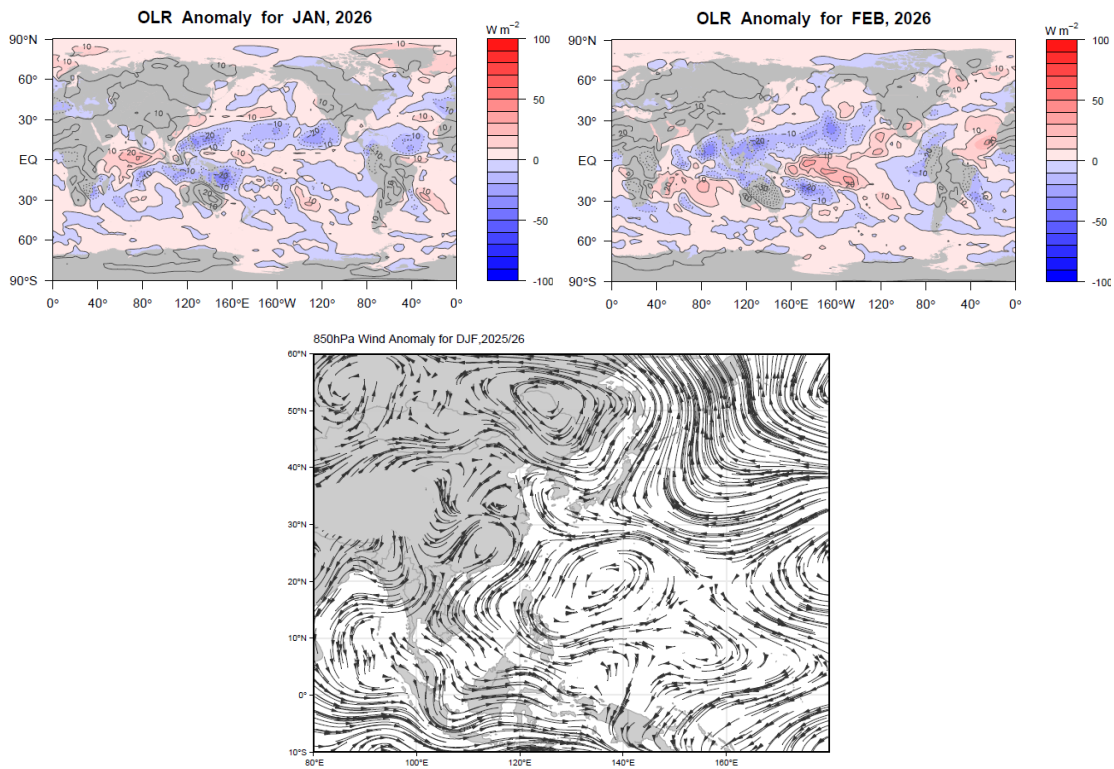 OLR Anomaly for JAN, 2026
W m−2
90°N
60°
30°
EQ
30°
60°
90°S
0° 40° 80° 120° 160°E 160°W 120° 80° 40° 0°
100
50
0
-50
-100
OLR Anomaly for FEB, 2026
W m−2
90°N
60°
30°
EQ
30°
60°
90°S
0° 40° 80° 120° 160°E 160°W 120° 80° 40° 0°
100
50
0
-50
-100
850hPa Wind Anomaly for DJF,2025/26
60°N
50°
40°
30°
20°
10°
0°
10°S
80°E 100°E 120°E 140°E 160°E